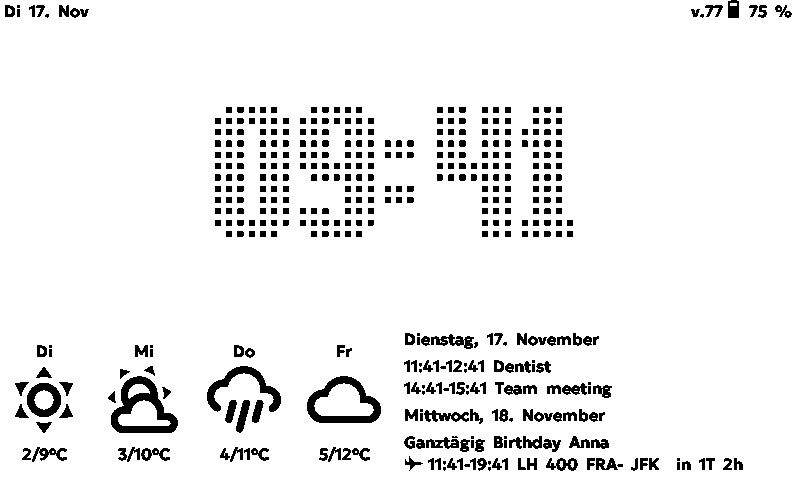 Di 17. Nov
v.77 75 %
09:41
Di Mi Do Fr
2/9°C 3/10°C 4/11°C 5/12°C
Dienstag, 17. November
11:41-12:41 Dentist
14:41-15:41 Team meeting
Mittwoch, 18. November
Ganztägig Birthday Anna
11:41-19:41 LH 400 FRA- JFK in 1T 2h